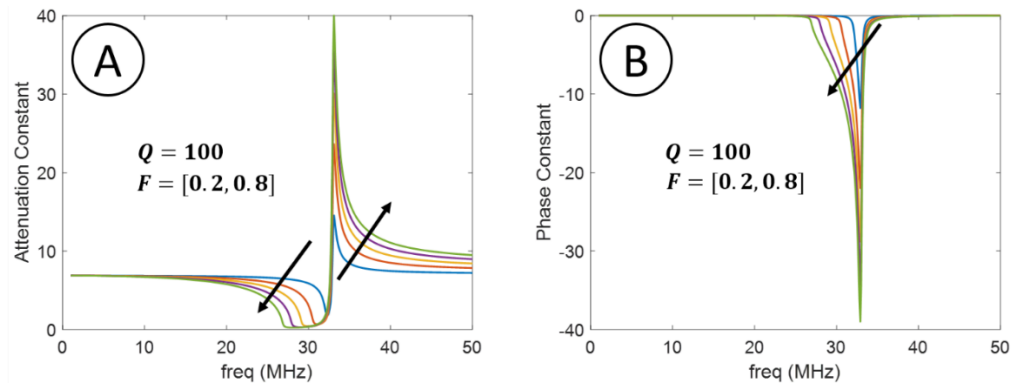 A
Attenuation Constant
40
30
20
10
0
Q = 100
F = [0.2, 0.8]
0 10 20 30 40 50
freq (MHz)
B
Phase Constant
0
-10
-20
-30
-40
Q = 100
F = [0.2, 0.8]
0 10 20 30 40 50
freq (MHz)